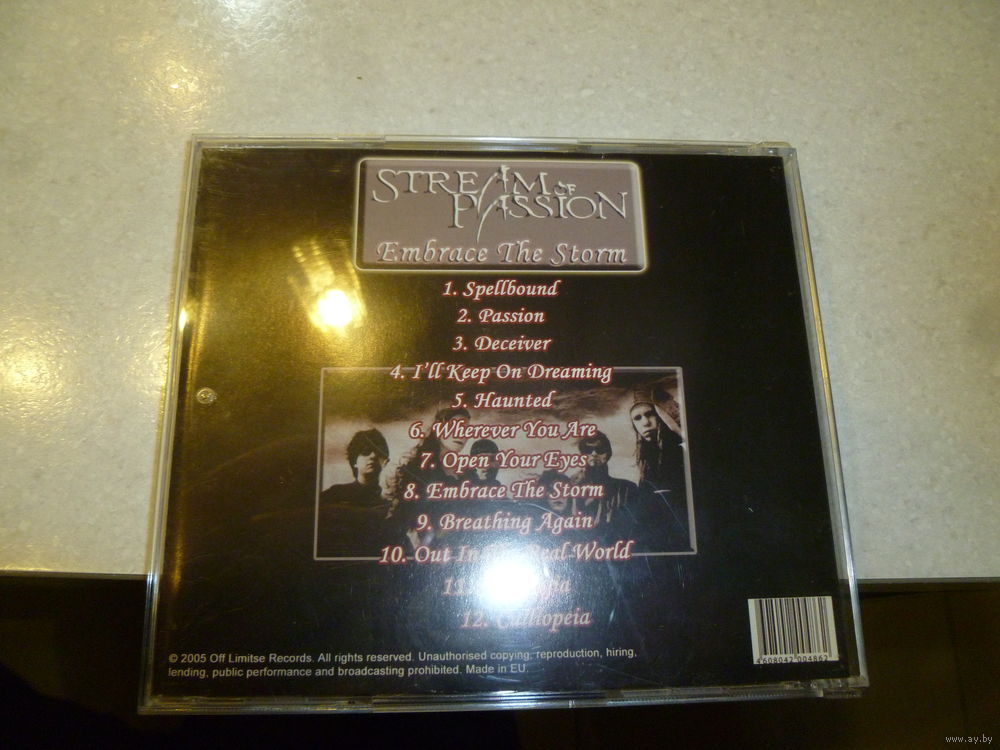 STREAM OF
PASSION
Embrace The Storm
1. Spellbound
2. Passion
3. Deceiver
4. I'll Keep On Dreaming
5. Haunted
6. Wherever You Are
7. Open Your Eyes
8. Embrace The Storm
9. Breathing Again
10. Out In Real World
11.
12. Calliopeia
© 2005 Off Limitse Records. All rights reserved. Unauthorised copying, reproduction, hiring,
lending, public performance and broadcasting prohibited. Made in EU.
www.ay.by